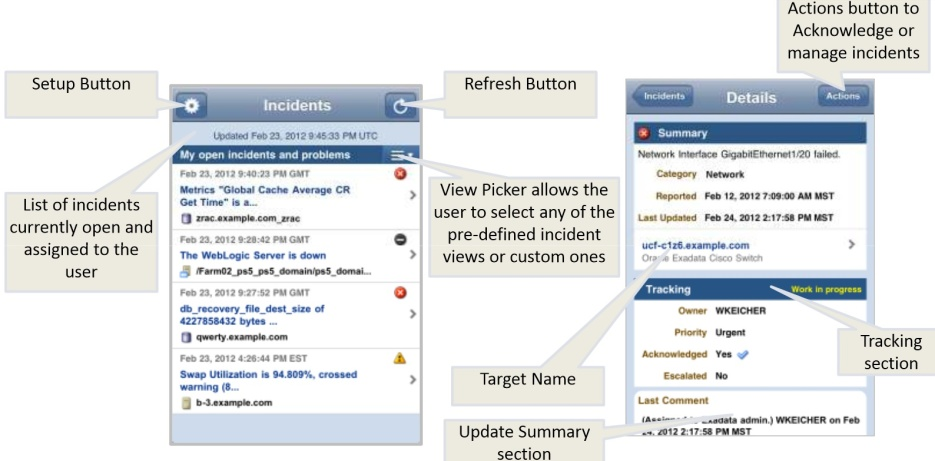 Actions button to
Acknowledge or
manage incidents
Setup Button
Refresh Button
Incidents
Updated Feb 23, 2012 9:45:33 PM UTC
My open incidents and problems
Feb 23, 2012 9:40:23 PM GMT
Metrics "Global Cache Average CR
Get Time" is a...
zrac.example.com_zrac
Feb 23, 2012 9:28:42 PM GMT
The WebLogic Server is down
/Farm02_ps5_ps5_domain/ps5_domai...
Feb 23, 2012 9:27:52 PM GMT
db_recovery_file_dest_size of
4227858432 bytes ...
qwerty.example.com
Feb 23, 2012 4:26:44 PM EST
Swap Utilization is 94.809%, crossed
warning (8...
b-3.example.com
List of incidents
currently open and
assigned to the
user
View Picker allows the
user to select any of the
pre-defined incident
views or custom ones
Target Name
Update Summary
section
Incidents
Details
Actions
Summary
Network Interface GigabitEthernet1/20 failed.
Category Network
Reported Feb 12, 2012 7:09:00 AM MST
Last Updated Feb 24, 2012 2:17:58 PM MST
ucf-c1z6.example.com
Oracle Exadata Cisco Switch
Tracking Work in progress
Owner WKEICHER
Priority Urgent
Acknowledged Yes
Escalated No
Last Comment
(Assigned to Exadata admin.) WKEICHER on Feb
24, 2012 2:17:58 PM MST
Tracking
section